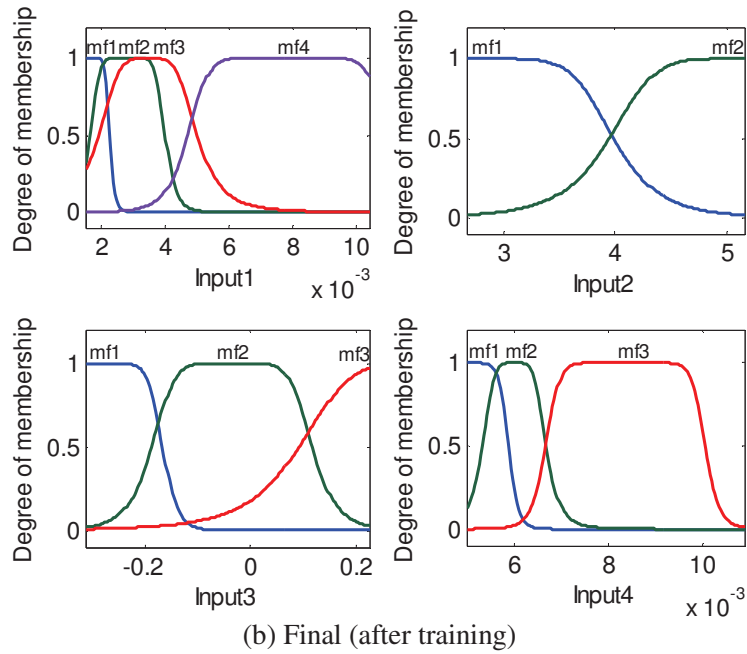 mf1 mf2 mf3 mf4
1
0.5
0
Degree of membership
2 4 6 8 10
Input1
x 10^-3
mf1 mf2
1
0.5
0
Degree of membership
3 4 5
Input2
mf1 mf2 mf3
1
0.5
0
Degree of membership
-0.2 0 0.2
Input3
mf1 mf2 mf3
1
0.5
0
Degree of membership
6 8 10
Input4
x 10^-3
(b) Final (after training)